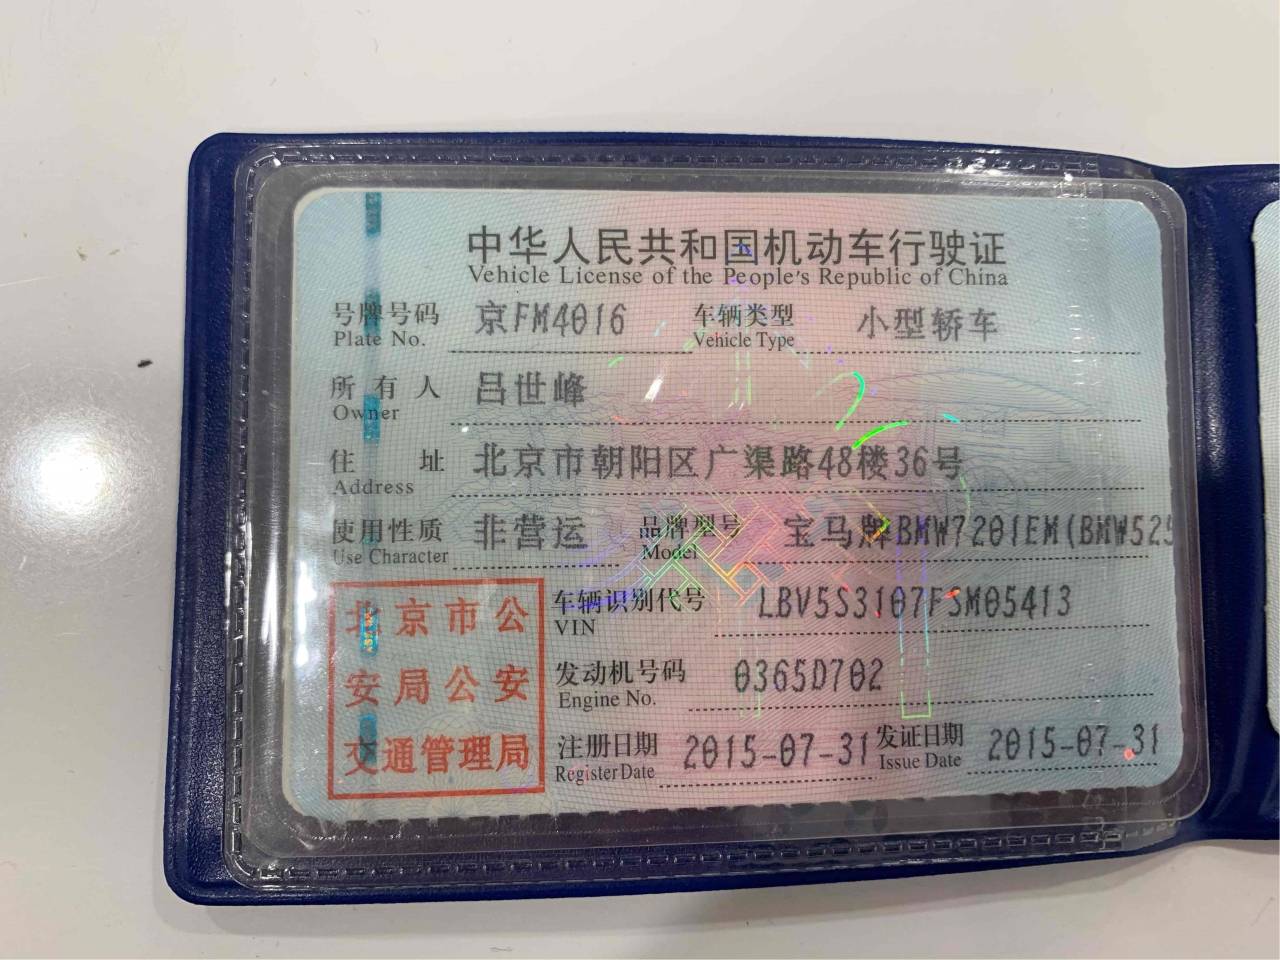 中华人民共和国机动车行驶证
Vehicle License of the People's Republic of China
号牌号码 京FM4016 车辆类型 小型轿车
Plate No. Vehicle Type
所有人 吕世峰
Owner
住址 北京市朝阳区广渠路48楼36号
Address
使用性质 非营运 品牌型号 宝马牌BMW7201EM(BMW525
Use Character Model
北京市公
安局公安
交通管理局
车辆识别代号 LBV5S3107FSM05413
VIN
发动机号码 0365D702
Engine No.
注册日期 2015-07-31 发证日期 2015-07-31
Register Date Issue Date